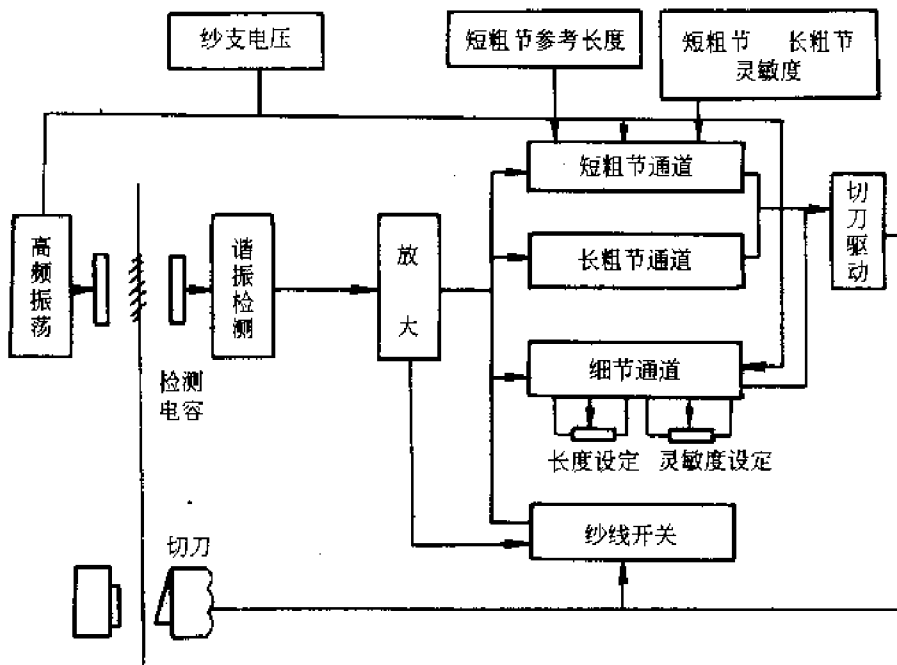 纱支电压
短粗节参考长度
短粗节 长粗节
灵敏度
短粗节通道
长粗节通道
切刀驱动
高频振荡
谐振检测
放大
细节通道
检测
电容
长度设定 灵敏度设定
纱线开关
切刀